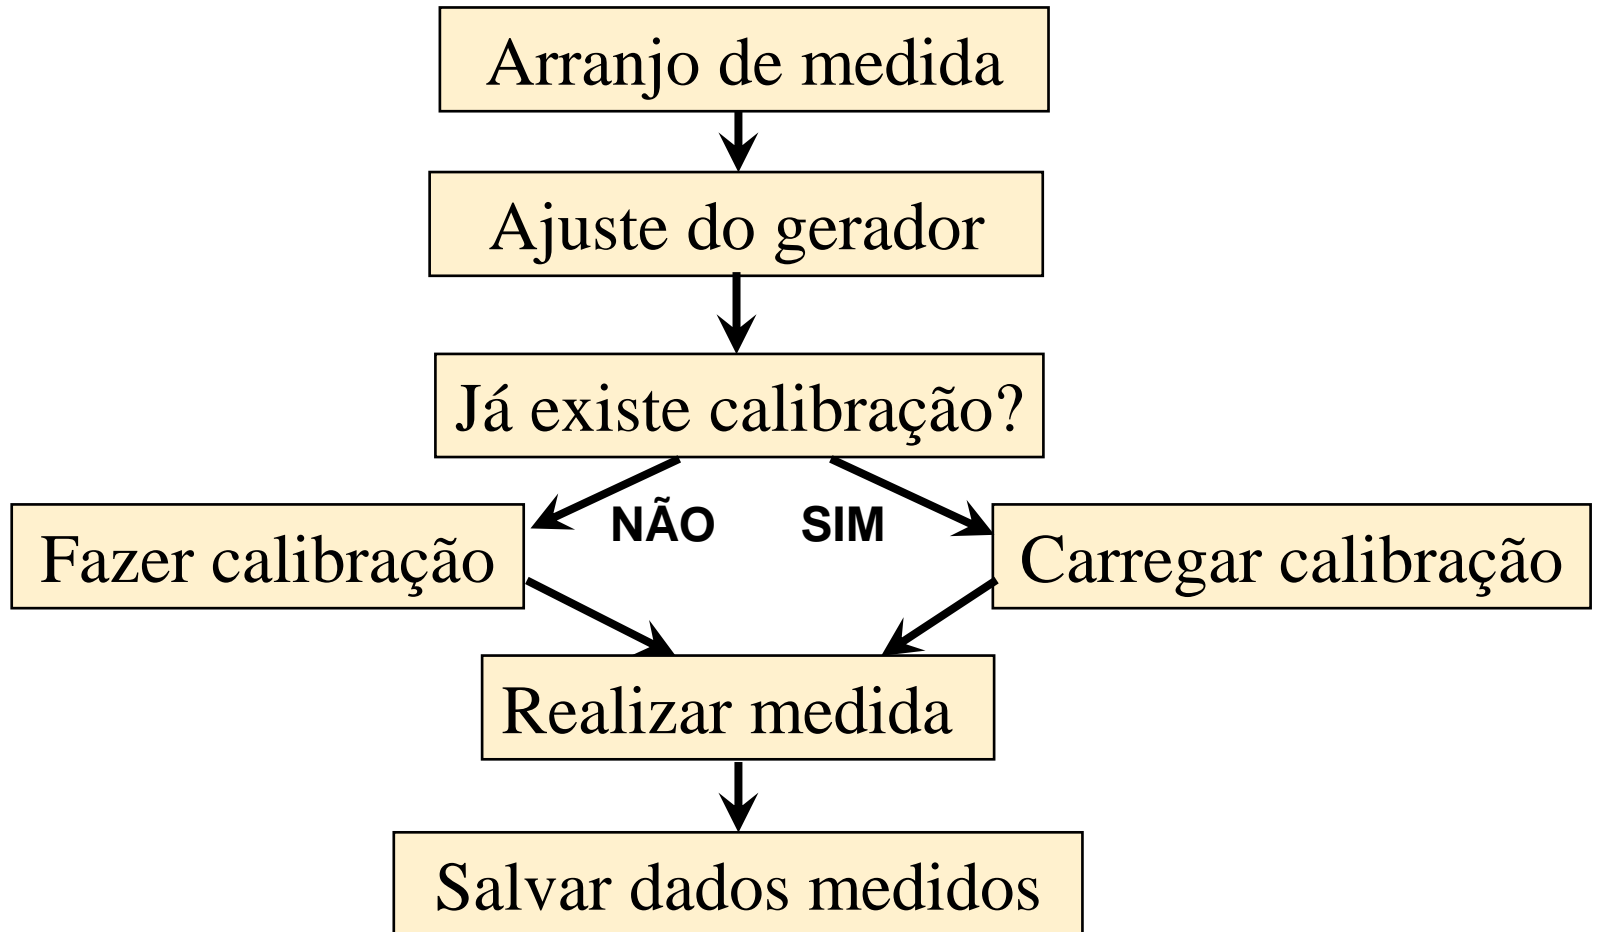 Arranjo de medida
Ajuste do gerador
Já existe calibração?
NÃO
SIM
Fazer calibração
Carregar calibração
Realizar medida
Salvar dados medidos